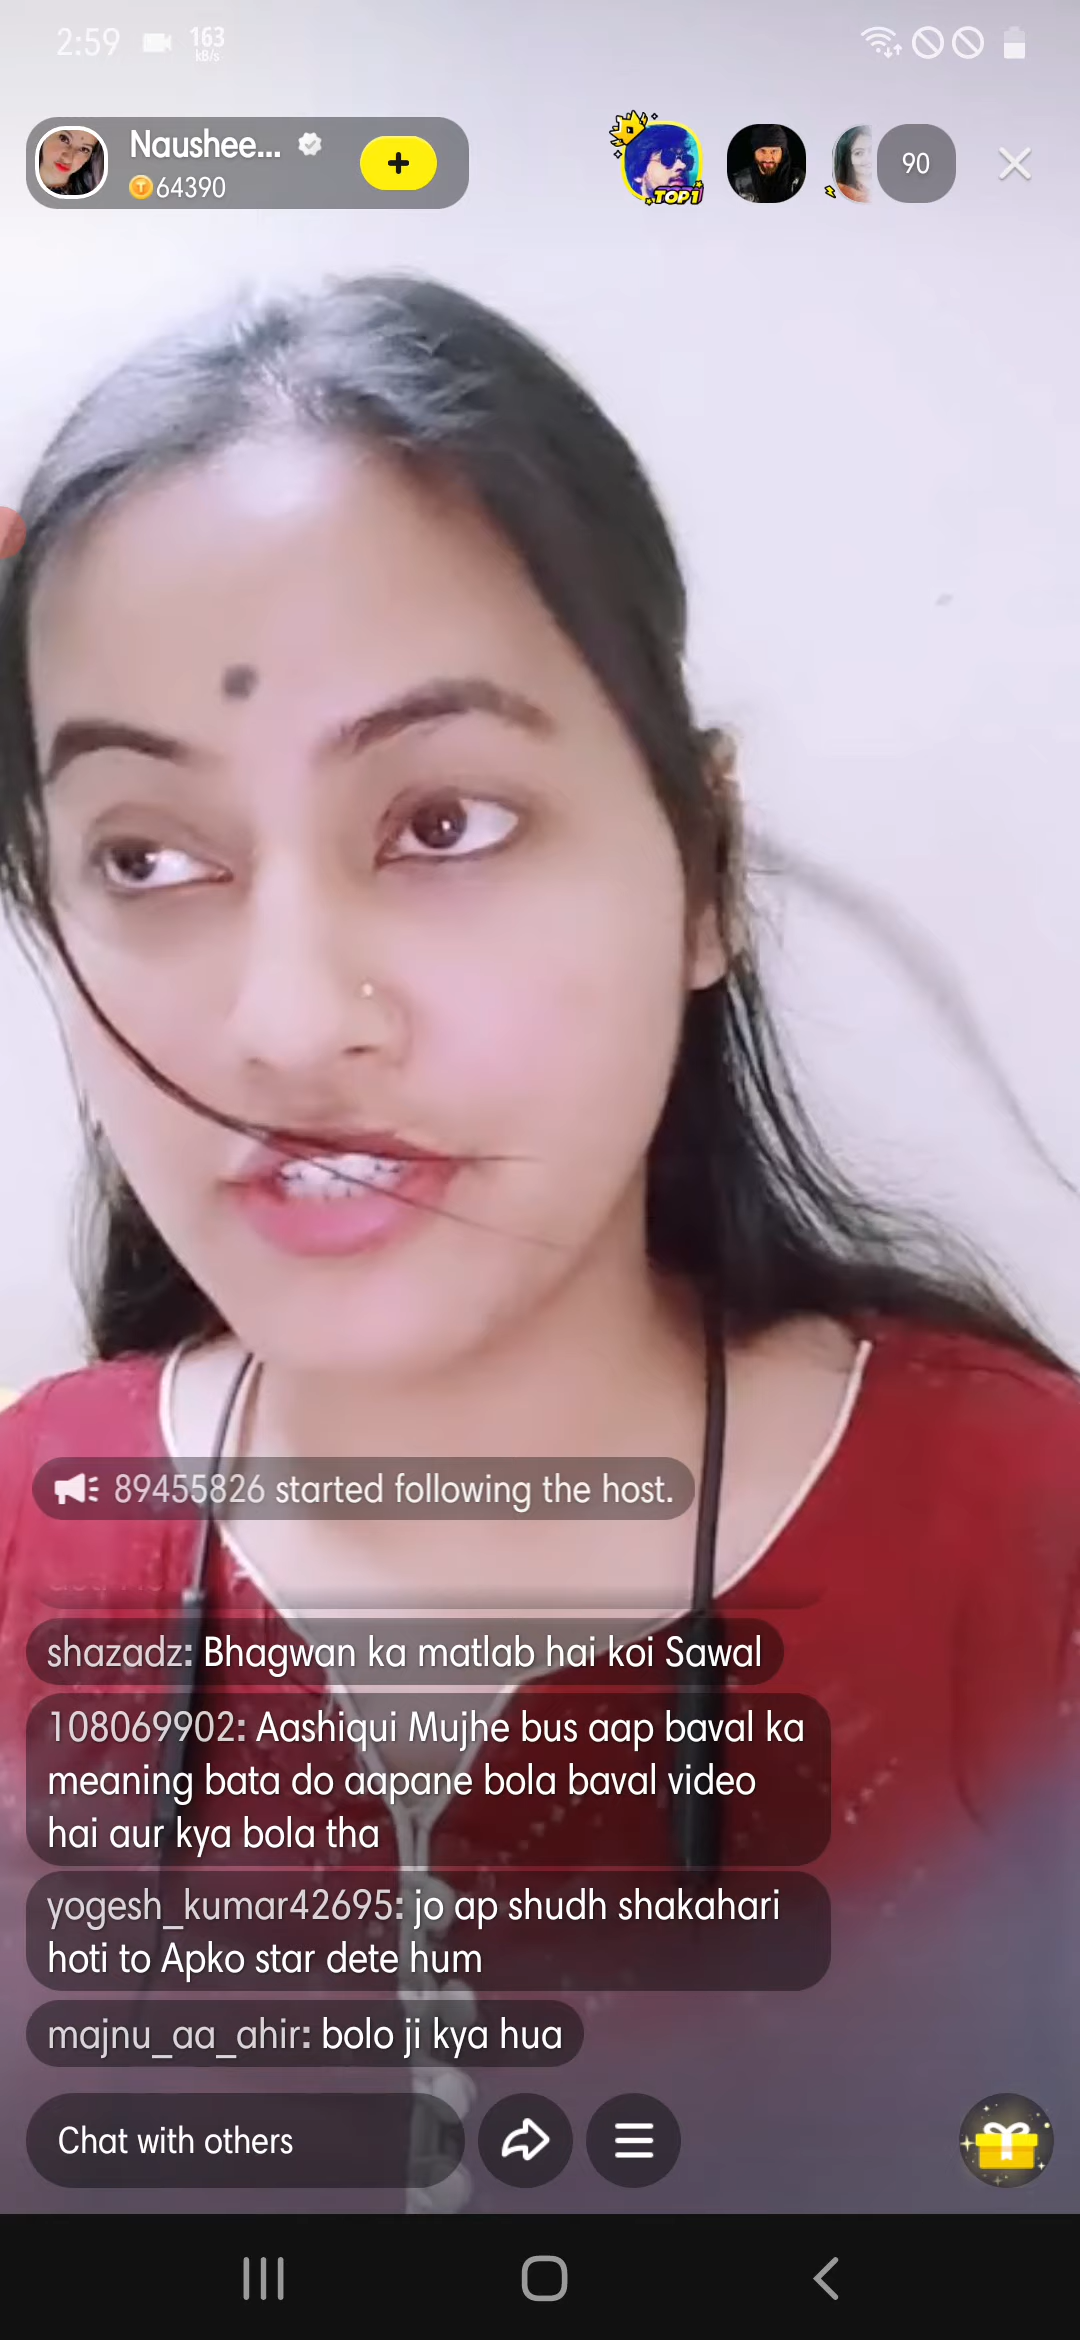 2:59
163
kB/s
Naushee...
64390
TOP1
90
89455826 started following the host.
shazadz: Bhagwan ka matlab hai koi Sawal
108069902: Aashiqui Mujhe bus aap baval ka
meaning bata do aapane bola baval video
hai aur kya bola tha
yogesh_kumar42695: jo ap shudh shakahari
hoti to Apko star dete hum
majnu_aa_ahir: bolo ji kya hua
Chat with others